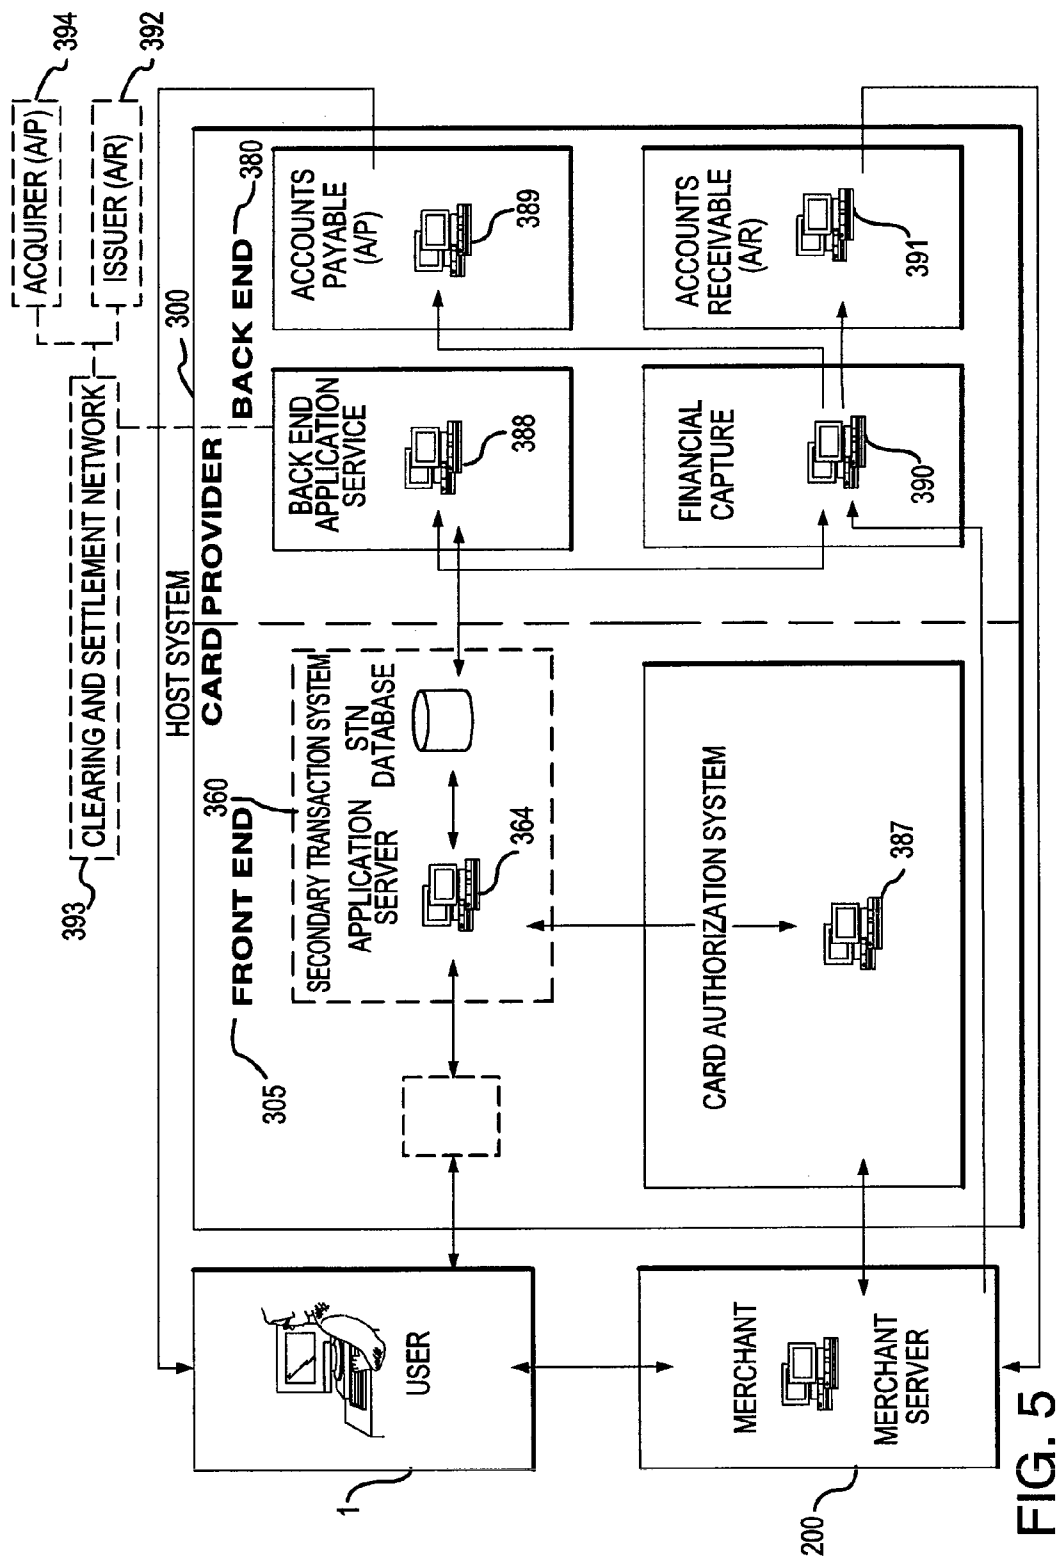 394
ACQUIRER (A/P)
392
ISSUER (A/R)
393
CLEARING AND SETTLEMENT NETWORK
HOST SYSTEM
300
CARD PROVIDER
305
FRONT END
360
BACK END
380
1
USER
SECONDARY TRANSACTION SYSTEM
APPLICATION
SERVER
364
STN
DATABASE
BACK END
APPLICATION
SERVICE
388
ACCOUNTS
PAYABLE
(A/P)
389
200
MERCHANT
MERCHANT
SERVER
CARD AUTHORIZATION SYSTEM
387
FINANCIAL
CAPTURE
390
ACCOUNTS
RECEIVABLE
(A/R)
391
FIG. 5